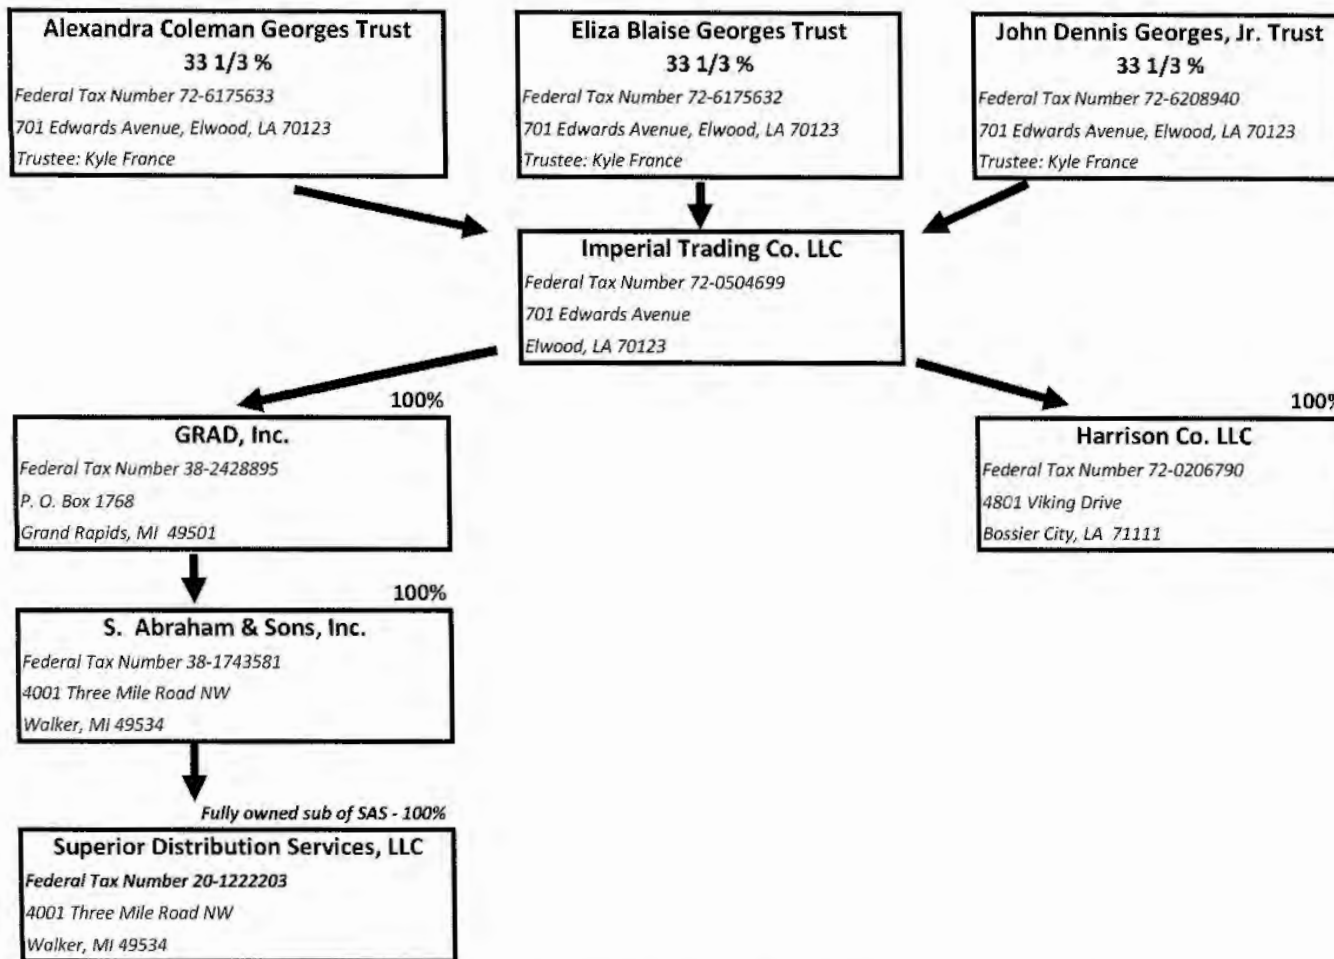 Alexandra Coleman Georges Trust
33 1/3 %
Federal Tax Number 72-6175633
701 Edwards Avenue, Elwood, LA 70123
Trustee: Kyle France
Eliza Blaise Georges Trust
33 1/3 %
Federal Tax Number 72-6175632
701 Edwards Avenue, Elwood, LA 70123
Trustee: Kyle France
John Dennis Georges, Jr. Trust
33 1/3 %
Federal Tax Number 72-6208940
701 Edwards Avenue, Elwood, LA 70123
Trustee: Kyle France
Imperial Trading Co. LLC
Federal Tax Number 72-0504699
701 Edwards Avenue
Elwood, LA 70123
100%
GRAD, Inc.
Federal Tax Number 38-2428895
P. O. Box 1768
Grand Rapids, MI 49501
100%
Harrison Co. LLC
Federal Tax Number 72-0206790
4801 Viking Drive
Bossier City, LA 71111
100%
S. Abraham & Sons, Inc.
Federal Tax Number 38-1743581
4001 Three Mile Road NW
Walker, MI 49534
Fully owned sub of SAS - 100%
Superior Distribution Services, LLC
Federal Tax Number 20-1222203
4001 Three Mile Road NW
Walker, MI 49534